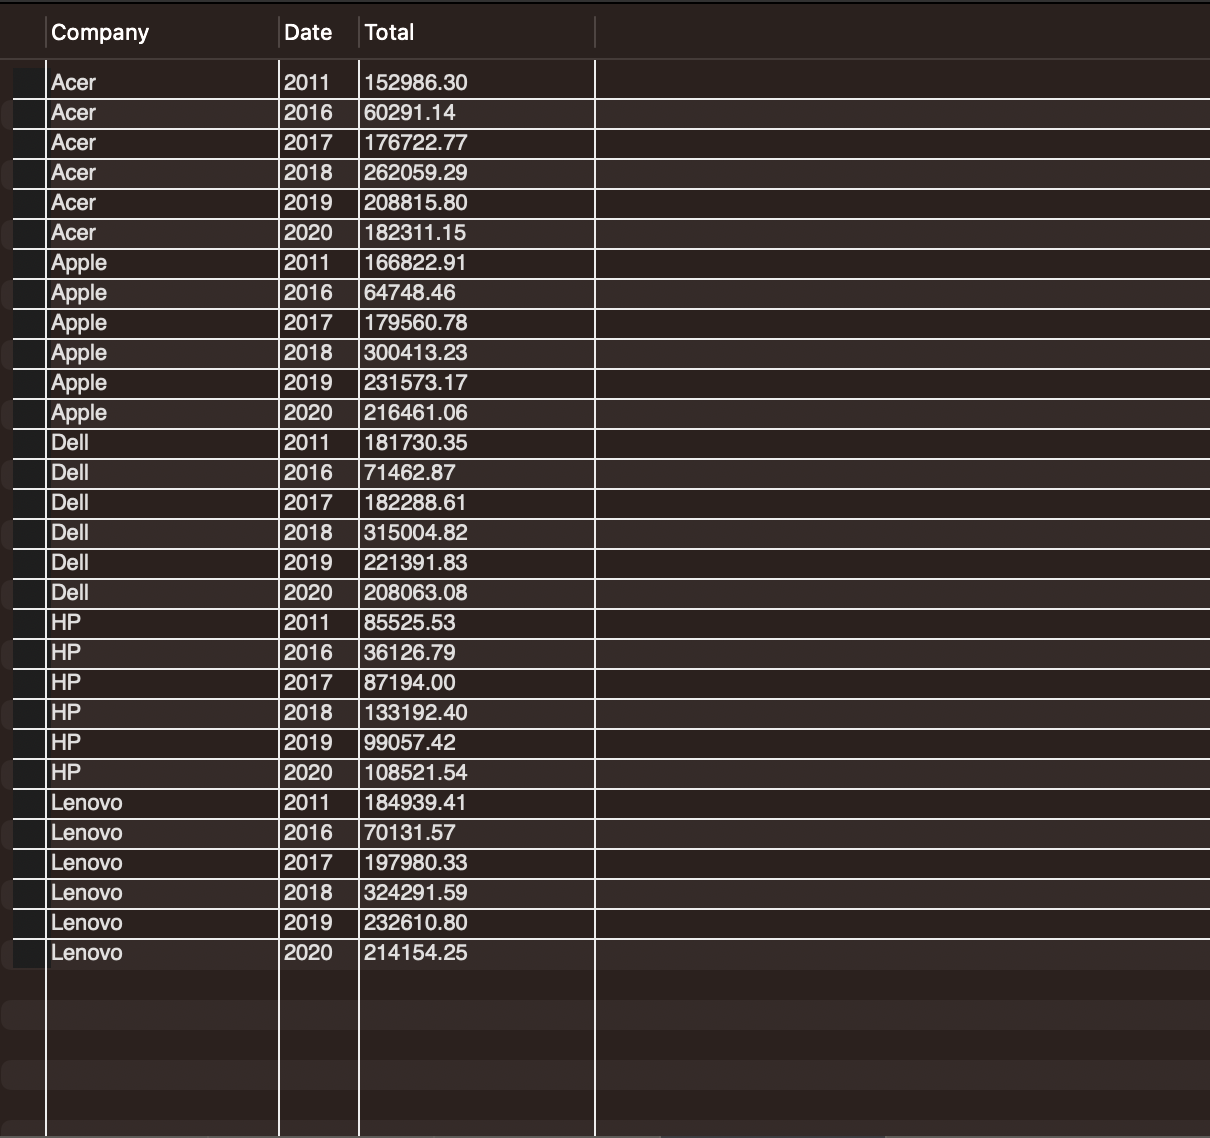 Company Date Total
Acer 2011 152986.30
Acer 2016 60291.14
Acer 2017 176722.77
Acer 2018 262059.29
Acer 2019 208815.80
Acer 2020 182311.15
Apple 2011 166822.91
Apple 2016 64748.46
Apple 2017 179560.78
Apple 2018 300413.23
Apple 2019 231573.17
Apple 2020 216461.06
Dell 2011 181730.35
Dell 2016 71462.87
Dell 2017 182288.61
Dell 2018 315004.82
Dell 2019 221391.83
Dell 2020 208063.08
HP 2011 85525.53
HP 2016 36126.79
HP 2017 87194.00
HP 2018 133192.40
HP 2019 99057.42
HP 2020 108521.54
Lenovo 2011 184939.41
Lenovo 2016 70131.57
Lenovo 2017 197980.33
Lenovo 2018 324291.59
Lenovo 2019 232610.80
Lenovo 2020 214154.25